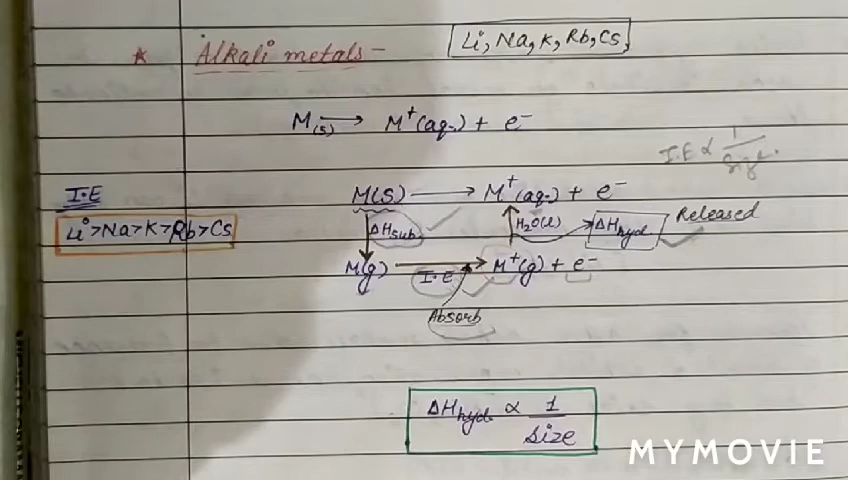 * Alkali metals -
Li, Na, K, Rb, Cs
M(s) ⟶ M⁺(aq.) + e⁻
I.E ∝ 1/Size
I.E
Li > Na > K > Rb > Cs
M(s) ⟶ M⁺(aq.) + e⁻
ΔHsub
H₂O(l)
ΔHhyd
Released
M(g) ⟶ M⁺(g) + e⁻
I.E
Absorb
ΔHhyd ∝ 1/Size
MYMOVIE